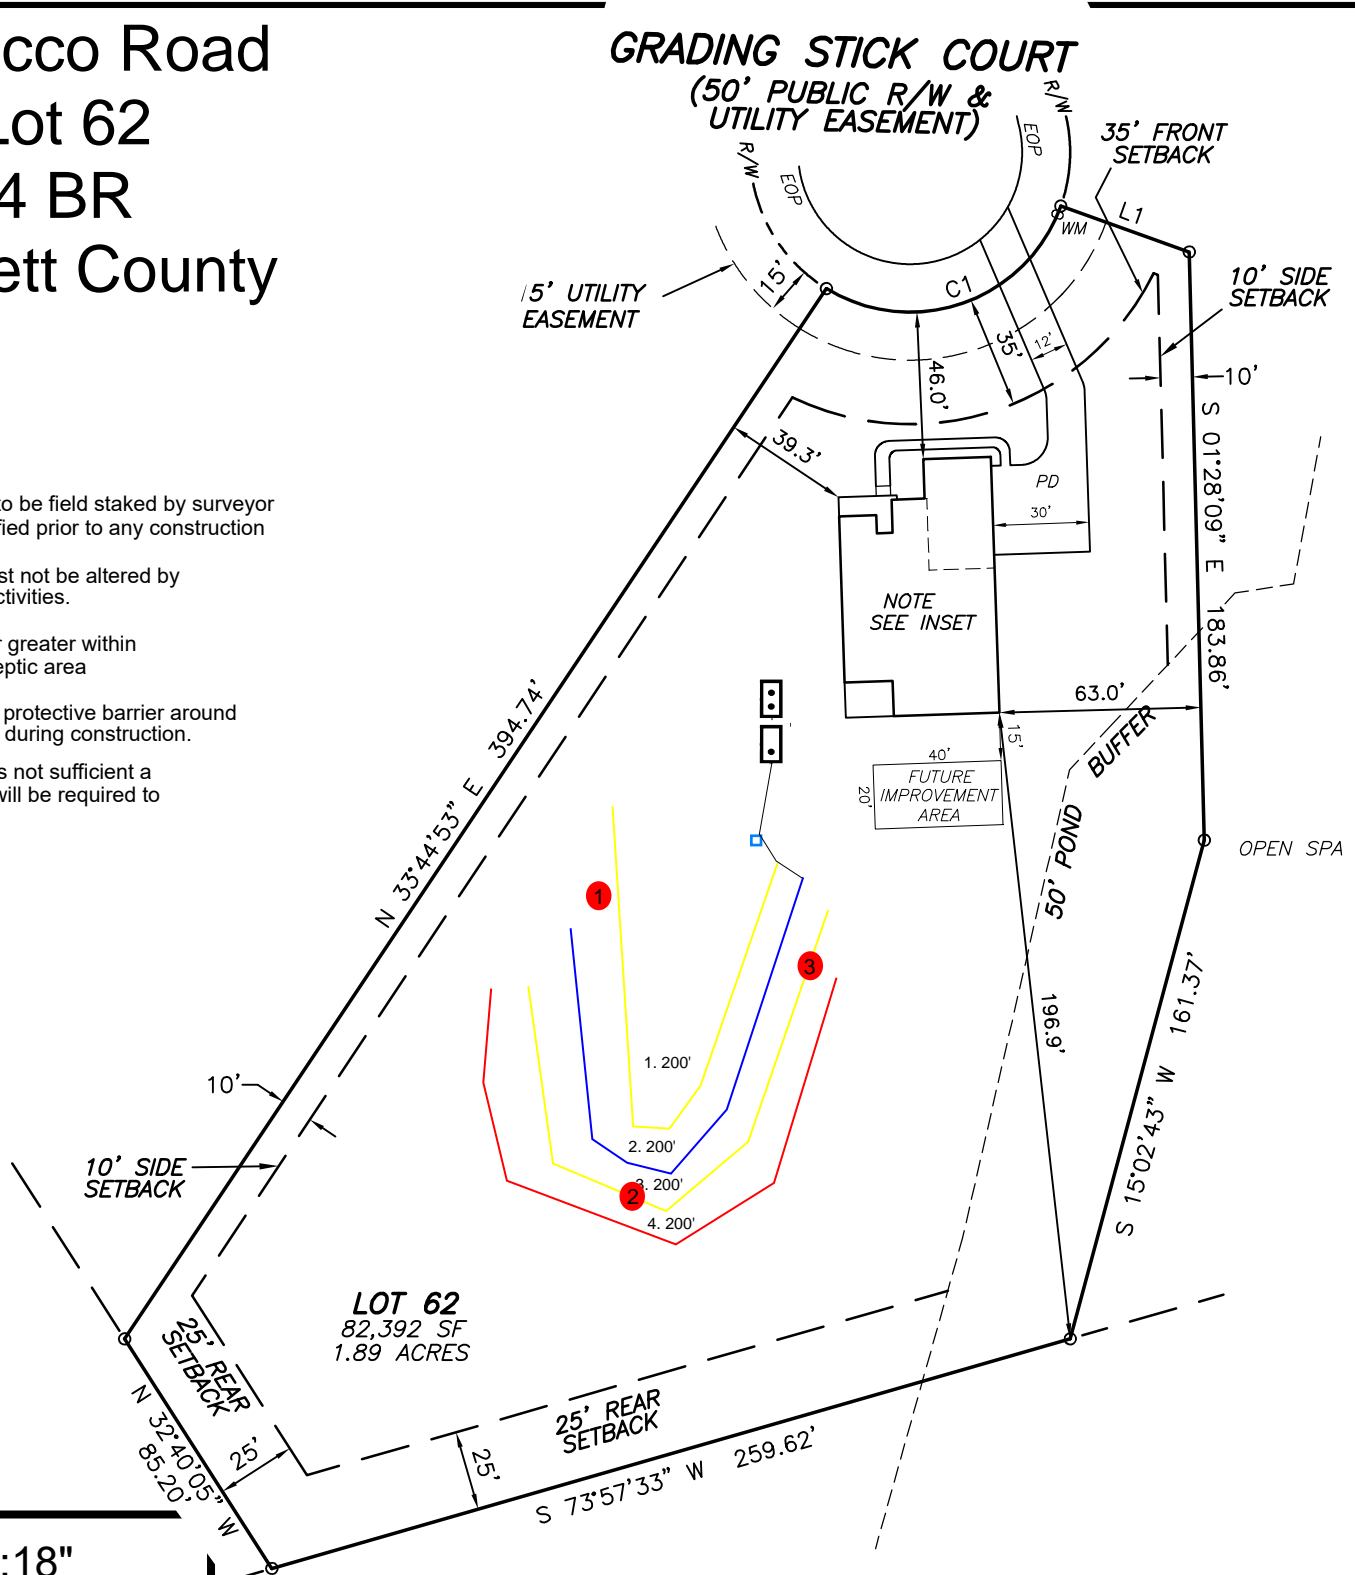 cco Road
Lot 62
4 BR
ett County
to be field staked by surveyor
fied prior to any construction
st not be altered by
ctivities.
r greater within
eptic area
protective barrier around
during construction.
s not sufficient a
will be required to
:18"
GRADING STICK COURT
(50' PUBLIC R/W &
UTILITY EASEMENT)
R/W
R/W
EOP
EOP
35' FRONT
SETBACK
L1
WM
10' SIDE
SETBACK
15'
5' UTILITY
EASEMENT
C1
35'
12'
46.0'
10'
39.3'
PD
30'
S 01°28'09" E 183.86'
NOTE
SEE INSET
63.0'
15'
BUFFER
50' POND
40'
20'
FUTURE
IMPROVEMENT
AREA
OPEN SPA
N 33°44'53" E 394.74'
1
3
196.9'
S 15°02'43" W 161.37'
1. 200'
2. 200'
3. 200'
2
4. 200'
10'
10' SIDE
SETBACK
LOT 62
82,392 SF
1.89 ACRES
25' REAR
SETBACK
N 32°40'05" W
85.20'
25'
25' REAR
SETBACK
25'
S 73°57'33" W 259.62'